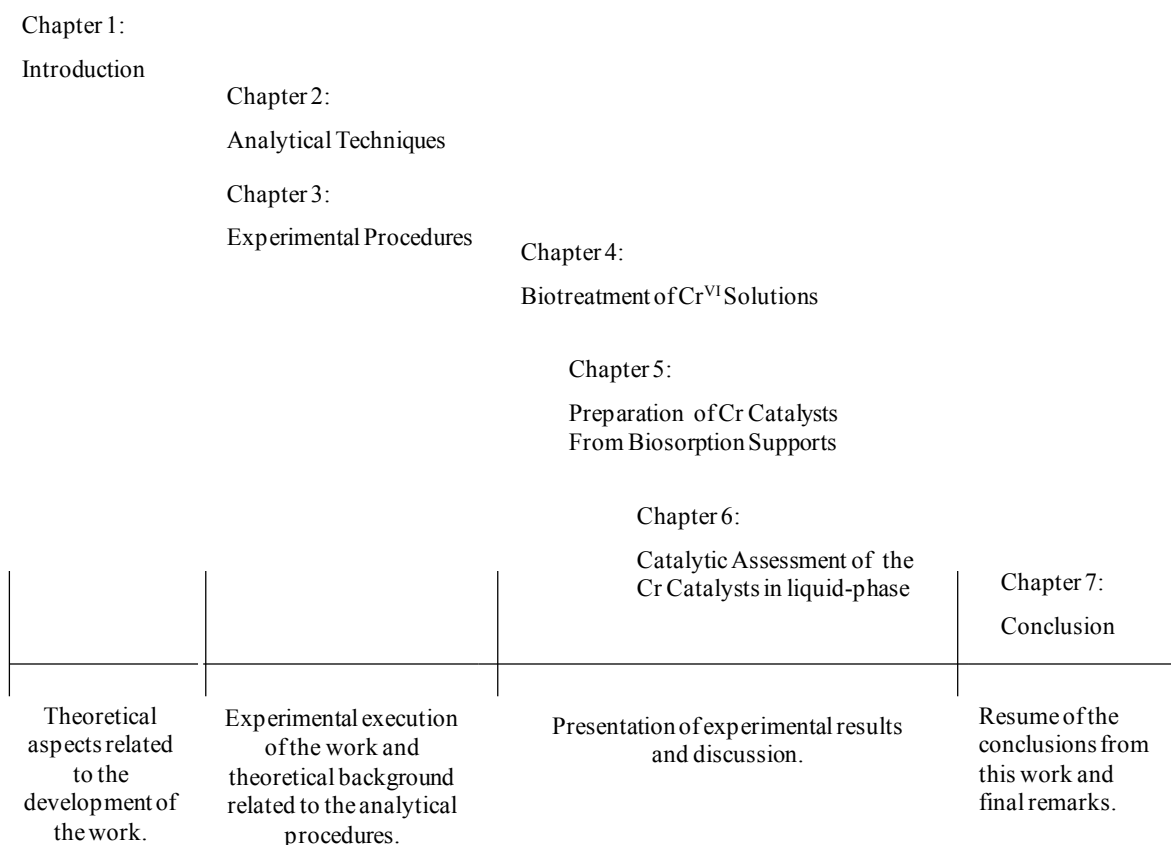 Chapter 1:
Introduction
Chapter 2:
Analytical Techniques
Chapter 3:
Experimental Procedures
Chapter 4:
Biotreatment of Cr^VI Solutions
Chapter 5:
Preparation of Cr Catalysts
From Biosorption Supports
Chapter 6:
Catalytic Assessment of the
Cr Catalysts in liquid-phase
Chapter 7:
Conclusion
Theoretical
aspects related
to the
development of
the work.
Experimental execution
of the work and
theoretical background
related to the analytical
procedures.
Presentation of experimental results
and discussion.
Resume of the
conclusions from
this work and
final remarks.